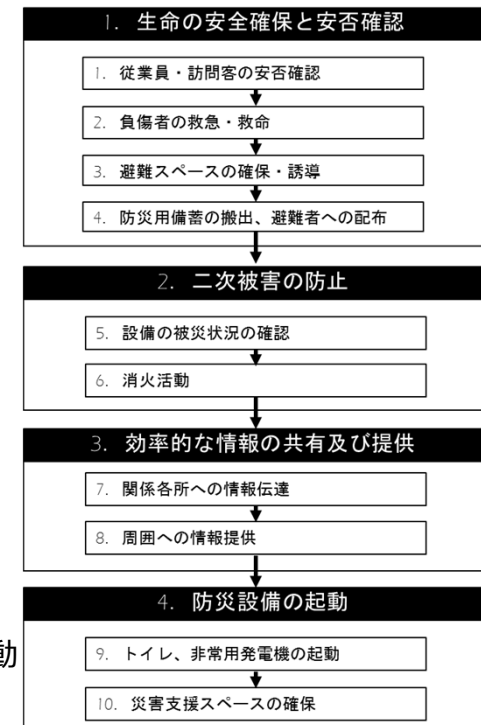 1. 生命の安全確保と安否確認
1. 従業員・訪問客の安否確認
2. 負傷者の救急・救命
3. 避難スペースの確保・誘導
4. 防災用備蓄の搬出、避難者への配布
2. 二次被害の防止
5. 設備の被災状況の確認
6. 消火活動
3. 効率的な情報の共有及び提供
7. 関係各所への情報伝達
8. 周囲への情報提供
4. 防災設備の起動
動
9. トイレ、非常用発電機の起動
10. 災害支援スペースの確保